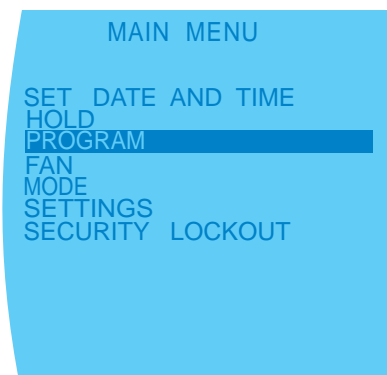 MAIN MENU
SET DATE AND TIME
HOLD
PROGRAM
FAN
MODE
SETTINGS
SECURITY LOCKOUT